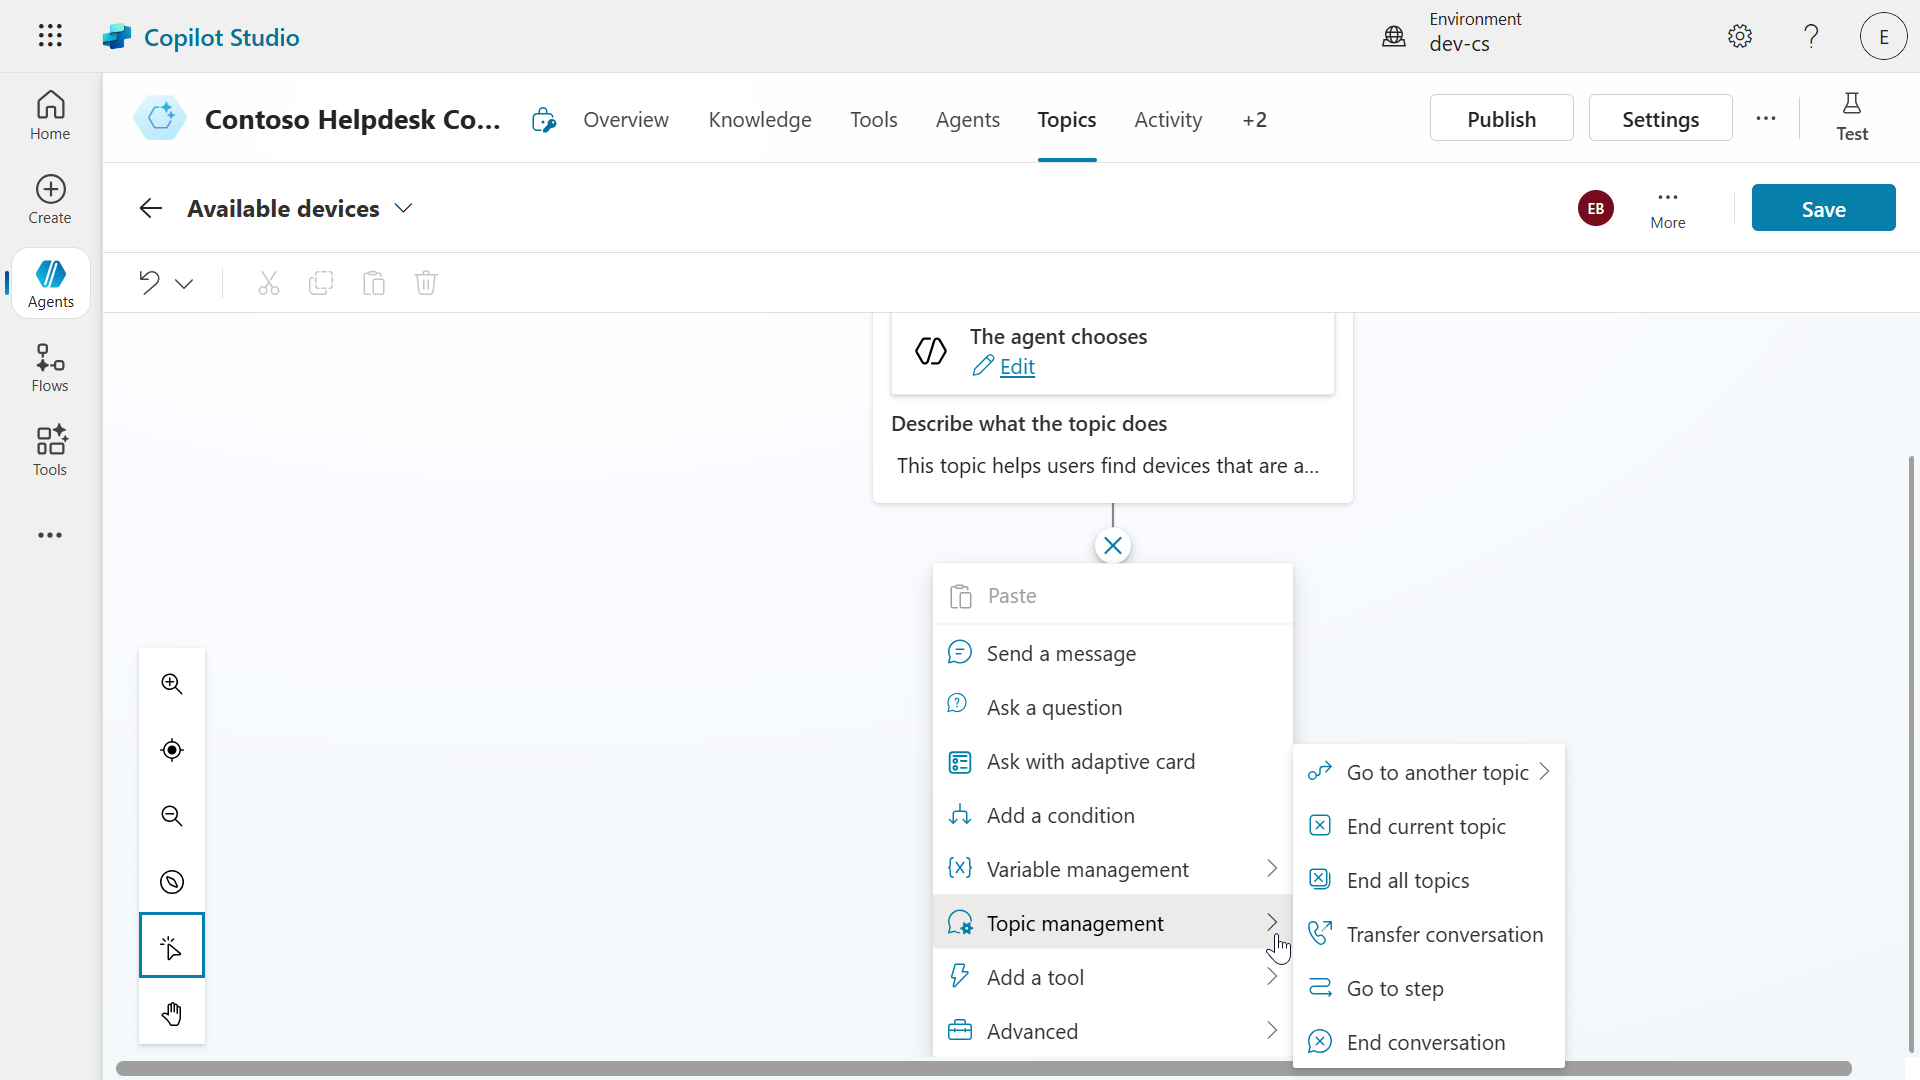 Copilot Studio
Environment
dev-cs
E
Home
Create
Agents
Flows
Tools
Contoso Helpdesk Co...
Overview
Knowledge
Tools
Agents
Topics
Activity
+2
Publish
Settings
Test
Available devices
EB
More
Save
The agent chooses
Edit
Describe what the topic does
This topic helps users find devices that are a...
Paste
Send a message
Ask a question
Ask with adaptive card
Add a condition
Variable management
Topic management
Add a tool
Advanced
Go to another topic
End current topic
End all topics
Transfer conversation
Go to step
End conversation